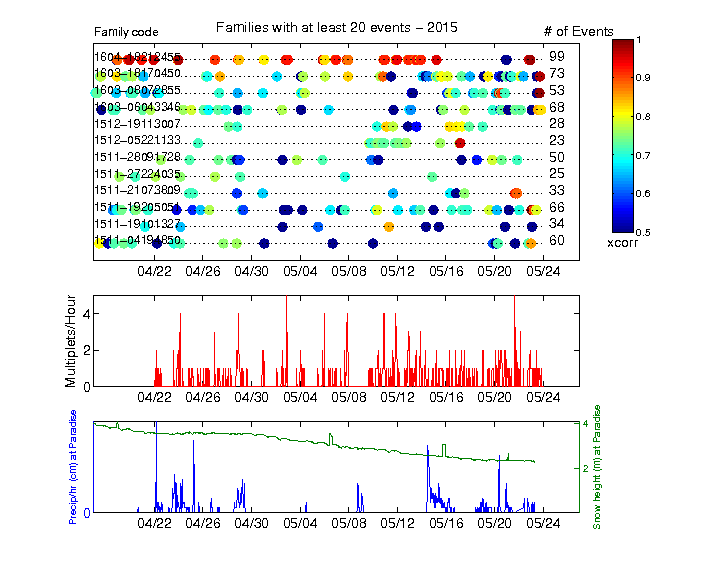 Families with at least 20 events − 2015
Family code
# of Events
1604−18213455 99
1603−18170450 73
1603−08072855 53
1603−06043346 68
1512−19113007 28
1512−05221133 23
1511−28091728 50
1511−27224035 25
1511−21073809 33
1511−19205051 66
1511−19101327 34
1511−04194850 60
04/22 04/26 04/30 05/04 05/08 05/12 05/16 05/20 05/24
1
0.9
0.8
0.7
0.6
0.5
xcorr
Multiplets/Hour
4
2
0
04/22 04/26 04/30 05/04 05/08 05/12 05/16 05/20 05/24
Precip/hr (cm) at Paradise
0
4
2
Snow height (m) at Paradise
04/22 04/26 04/30 05/04 05/08 05/12 05/16 05/20 05/24